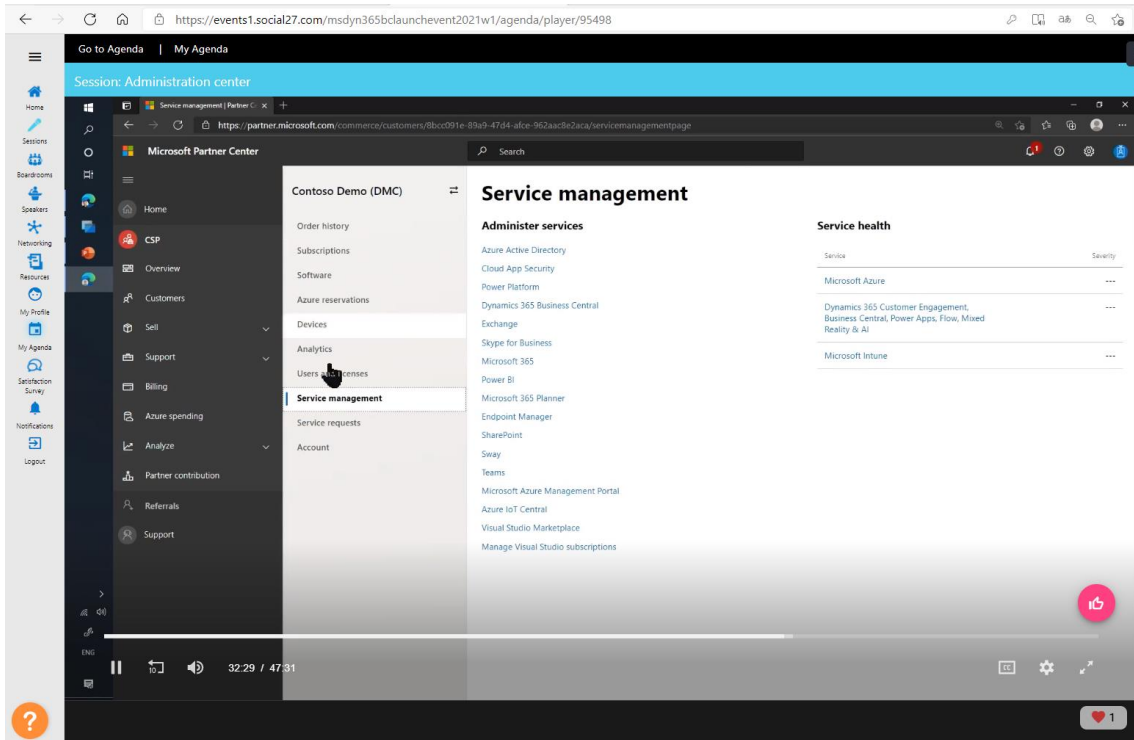 https://events1.social27.com/msdyn365bclaunchevent2021w1/agenda/player/95498
Go to Agenda | My Agenda
Session: Administration center
Home
Sessions
Boardrooms
Speakers
Networking
Resources
My Profile
My Agenda
Satisfaction
Survey
Notifications
Logout
Service management | Partner C
https://partner.microsoft.com/commerce/customers/8bcc091e-89a9-47d4-afce-962aac8e2aca/servicemanagementpage
Microsoft Partner Center
Search
1
Home
CSP
Overview
Customers
Sell
Support
Billing
Azure spending
Analyze
Partner contribution
Referrals
Support
Contoso Demo (DMC)
Order history
Subscriptions
Software
Azure reservations
Devices
Analytics
Users licenses
Service management
Service requests
Account
Service management
Administer services
Azure Active Directory
Cloud App Security
Power Platform
Dynamics 365 Business Central
Exchange
Skype for Business
Microsoft 365
Power BI
Microsoft 365 Planner
Endpoint Manager
SharePoint
Sway
Teams
Microsoft Azure Management Portal
Azure IoT Central
Visual Studio Marketplace
Manage Visual Studio subscriptions
Service health
Service Severity
Microsoft Azure ---
Dynamics 365 Customer Engagement, ---
Business Central, Power Apps, Flow, Mixed
Reality & AI
Microsoft Intune ---
ENG
10
32:29 / 47:31
CC
?
1